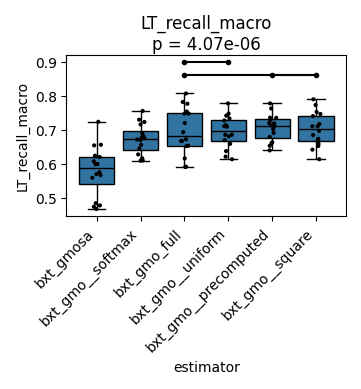 LT_recall_macro
p = 4.07e-06
LT_recall_macro
0.9
0.8
0.7
0.6
0.5
bxt_gmosa
bxt_gmo__softmax
bxt_gmo_full
bxt_gmo__uniform
bxt_gmo__precomputed
bxt_gmo__square
estimator